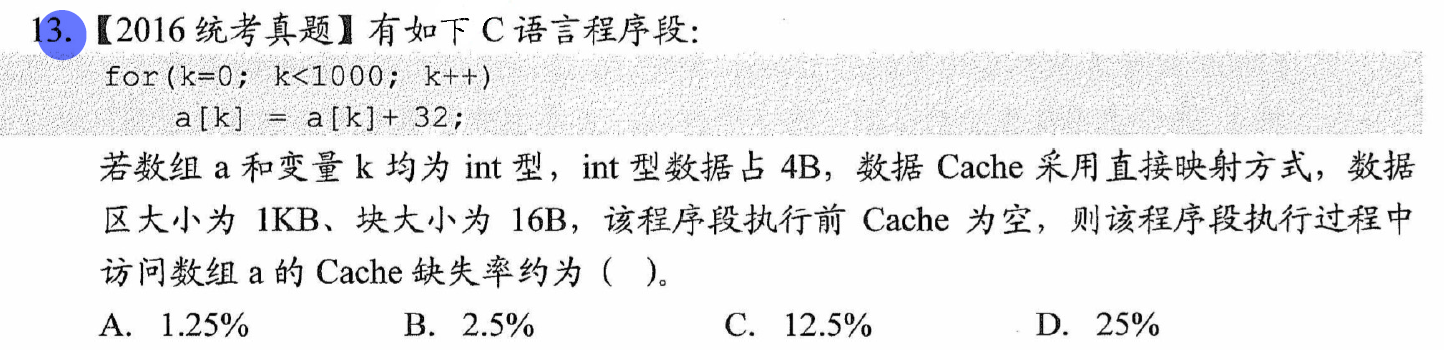 13.【2016 统考真题】有如下 C 语言程序段：
for(k=0; k<1000; k++)
a[k] = a[k]+ 32;
若数组 a 和变量 k 均为 int 型，int 型数据占 4B，数据 Cache 采用直接映射方式，数据
区大小为 1KB、块大小为 16B，该程序段执行前 Cache 为空，则该程序段执行过程中
访问数组 a 的 Cache 缺失率约为（ ）。
A. 1.25% B. 2.5% C. 12.5% D. 25%